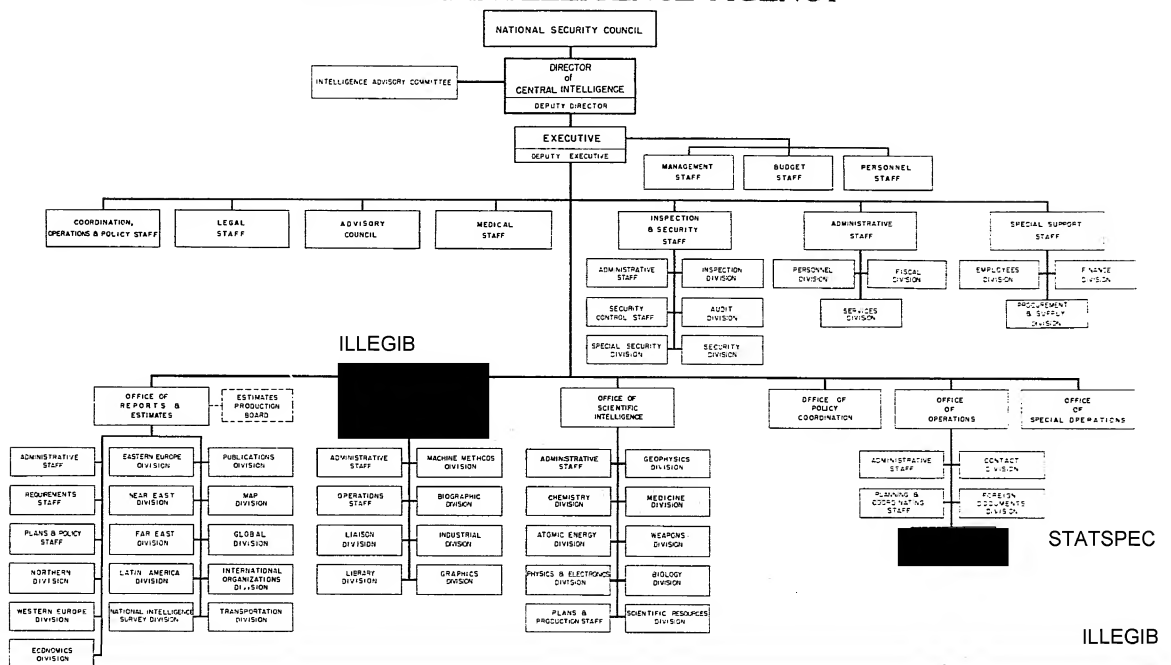 NATIONAL SECURITY COUNCIL
INTELLIGENCE ADVISORY COMMITTEE
DIRECTOR
of
CENTRAL INTELLIGENCE
DEPUTY DIRECTOR
EXECUTIVE
DEPUTY EXECUTIVE
MANAGEMENT
STAFF
BUDGET
STAFF
PERSONNEL
STAFF
COORDINATION,
OPERATIONS & POLICY STAFF
LEGAL
STAFF
ADVISORY
COUNCIL
MEDICAL
STAFF
INSPECTION
& SECURITY
STAFF
ADMINISTRATIVE
STAFF
SPECIAL SUPPORT
STAFF
ADMINISTRATIVE
STAFF
INSPECTION
DIVISION
SECURITY
CONTROL STAFF
AUDIT
DIVISION
SPECIAL SECURITY
DIVISION
SECURITY
DIVISION
PERSONNEL
DIVISION
FISCAL
DIVISION
SERVICES
DIVISION
EMPLOYEES
DIVISION
FINANCE
DIVISION
PROCUREMENT
& SUPPLY
DIVISION
ILLEGIB
OFFICE OF
REPORTS &
ESTIMATES
ESTIMATES
PRODUCTION
BOARD
OFFICE OF
SCIENTIFIC
INTELLIGENCE
OFFICE OF
POLICY
COORDINATION
OFFICE
OF
OPERATIONS
OFFICE
OF
SPECIAL OPERATIONS
ADMINISTRATIVE
STAFF
EASTERN EUROPE
DIVISION
PUBLICATIONS
DIVISION
REQUIREMENTS
STAFF
NEAR EAST
DIVISION
MAP
DIVISION
PLANS & POLICY
STAFF
FAR EAST
DIVISION
GLOBAL
DIVISION
NORTHERN
DIVISION
LATIN AMERICA
DIVISION
INTERNATIONAL
ORGANIZATIONS
DIVISION
WESTERN EUROPE
DIVISION
NATIONAL INTELLIGENCE
SURVEY DIVISION
TRANSPORTATION
DIVISION
ECONOMICS
DIVISION
ADMINISTRATIVE
STAFF
MACHINE METHODS
DIVISION
OPERATIONS
STAFF
BIOGRAPHIC
DIVISION
LIAISON
DIVISION
INDUSTRIAL
DIVISION
LIBRARY
DIVISION
GRAPHICS
DIVISION
ADMINSTRATIVE
STAFF
GEOPHYSICS
DIVISION
CHEMISTRY
DIVISION
MEDICINE
DIVISION
ATOMIC ENERGY
DIVISION
WEAPONS
DIVISION
PHYSICS & ELECTRONICS
DIVISION
BIOLOGY
DIVISION
PLANS &
PRODUCTION STAFF
SCIENTIFIC RESOURCES
DIVISION
ADMINISTRATIVE
STAFF
CONTACT
DIVISION
PLANNING &
COORDINATING
STAFF
FOREIGN
DOCUMENTS
DIVISION
STATSPEC
ILLEGIB